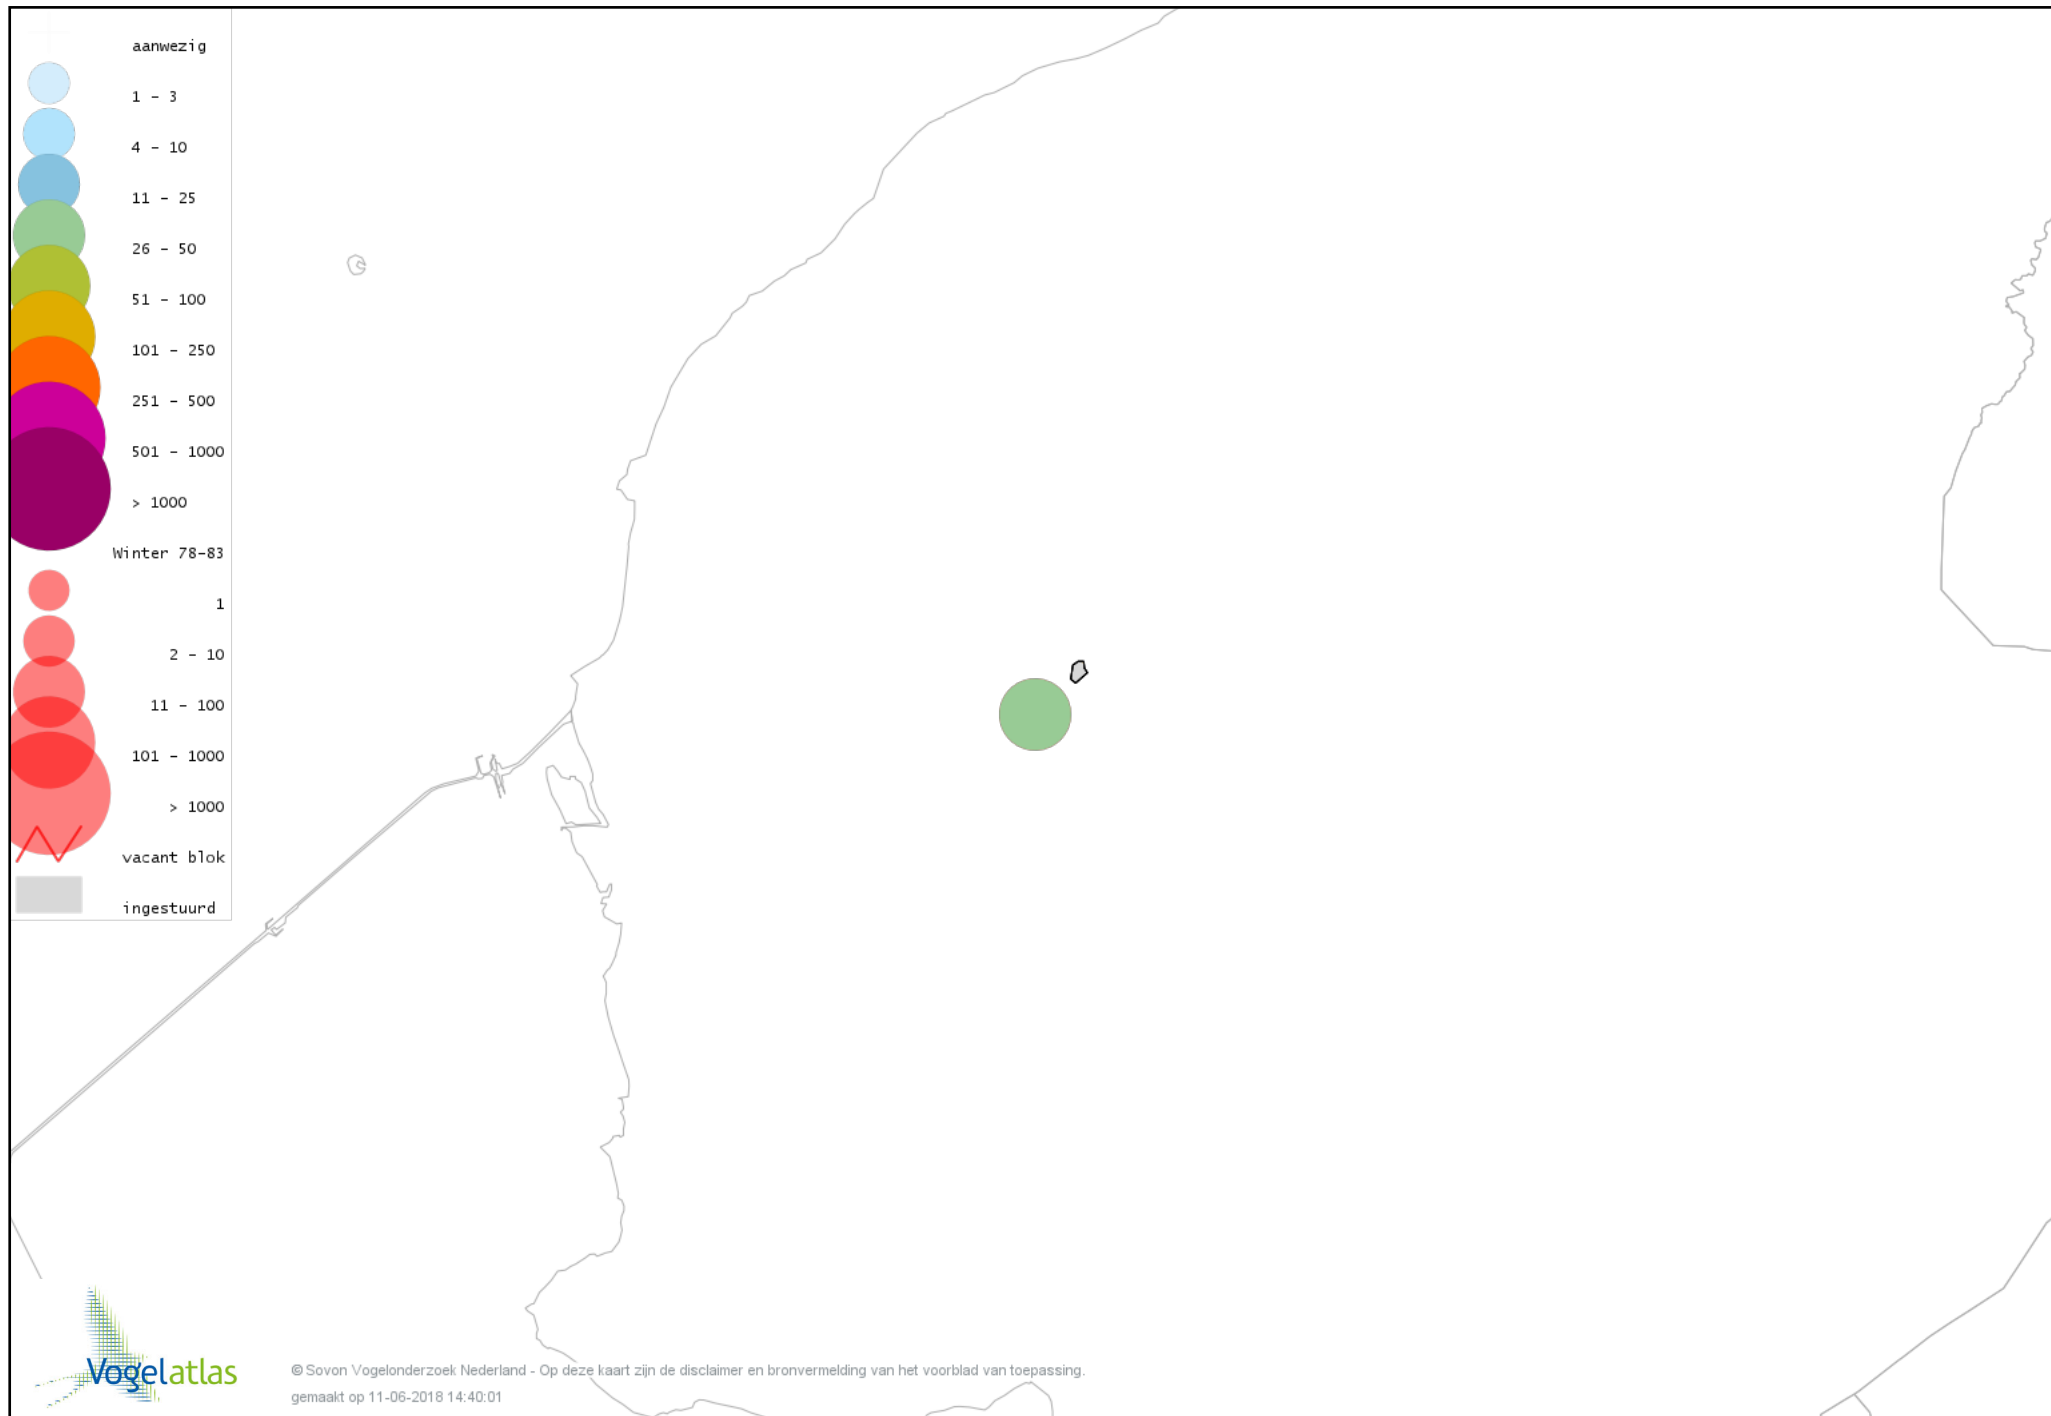 aanwezig
1 - 3
4 - 10
11 - 25
26 - 50
51 - 100
101 - 250
251 - 500
501 - 1000
> 1000
Winter 78-83
1
2 - 10
11 - 100
101 - 1000
> 1000
vacant blok
ingestuurd
Vogelatlas
© Sovon Vogelonderzoek Nederland - Op deze kaart zijn de disclaimer en bronvermelding van het voorblad van toepassing.
gemaakt op 11-06-2018 14:40:01